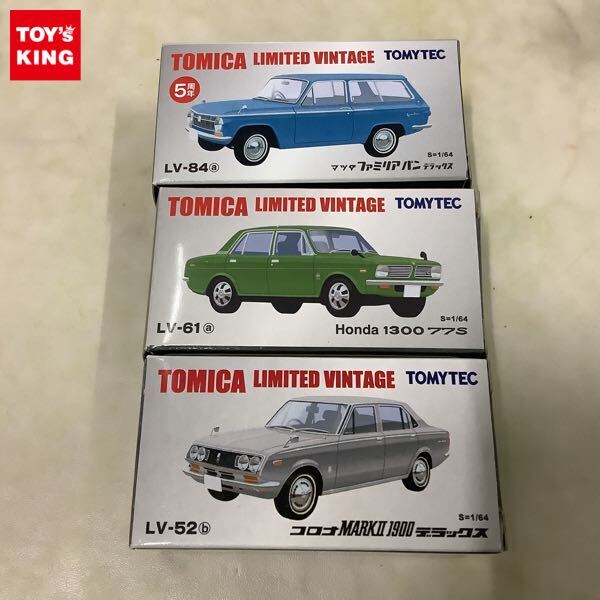 TOY's
KING
TOMICA LIMITED VINTAGE TOMYTEC
5周年
S=1/64
LV-84ⓐ マツダ ファミリア バン デラックス
TOMICA LIMITED VINTAGE TOMYTEC
S=1/64
LV-61ⓐ Honda 1300 77S
TOMICA LIMITED VINTAGE TOMYTEC
S=1/64
LV-52ⓑ コロナ MARKII 1900 デラックス